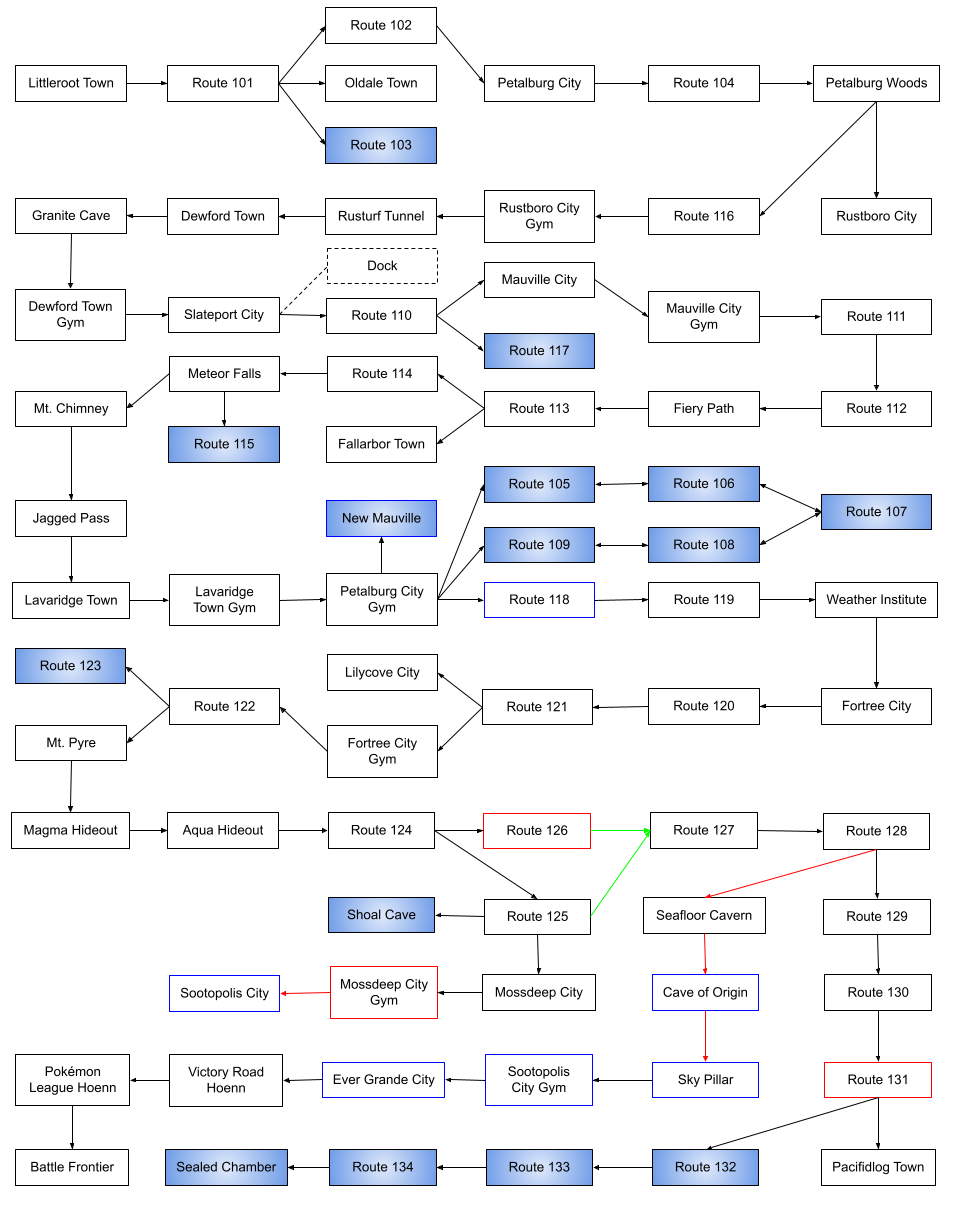 Route 102
Littleroot Town
Route 101
Oldale Town
Petalburg City
Route 104
Petalburg Woods
Route 103
Granite Cave
Dewford Town
Rusturf Tunnel
Rustboro City
Gym
Route 116
Rustboro City
Dock
Mauville City
Dewford Town
Gym
Slateport City
Route 110
Mauville City
Gym
Route 111
Route 117
Meteor Falls
Route 114
Mt. Chimney
Route 113
Fiery Path
Route 112
Route 115
Fallarbor Town
Route 105
Route 106
Jagged Pass
New Mauville
Route 107
Route 109
Route 108
Lavaridge Town
Lavaridge
Town Gym
Petalburg City
Gym
Route 118
Route 119
Weather Institute
Route 123
Lilycove City
Route 122
Route 121
Route 120
Fortree City
Mt. Pyre
Fortree City
Gym
Magma Hideout
Aqua Hideout
Route 124
Route 126
Route 127
Route 128
Shoal Cave
Route 125
Seafloor Cavern
Route 129
Sootopolis City
Mossdeep City
Gym
Mossdeep City
Cave of Origin
Route 130
Pokémon
League Hoenn
Victory Road
Hoenn
Ever Grande City
Sootopolis
City Gym
Sky Pillar
Route 131
Battle Frontier
Sealed Chamber
Route 134
Route 133
Route 132
Pacifidlog Town